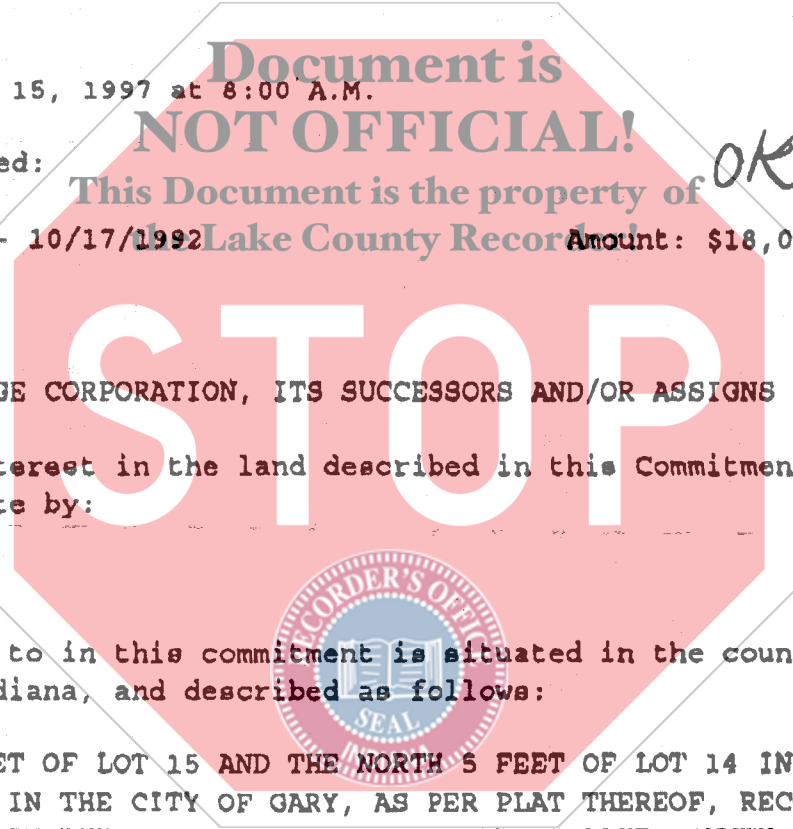 Document is
15, 1997 at 8:00 A.M.
NOT OFFICIAL!
ed:
OK
This Document is the property of
- 10/17/1992
the Lake County Recorder!
Amount: $18,0
STOP
GE CORPORATION, ITS SUCCESSORS AND/OR ASSIGNS
terest in the land described in this Commitmen
te by:
RECORDER'S OFFICE
to in this commitment is situated in the coun
diana, and described as follows:
SEAL
INDIANA
ET OF LOT 15 AND THE NORTH 5 FEET OF LOT 14 IN
IN THE CITY OF GARY, AS PER PLAT THEREOF, REC